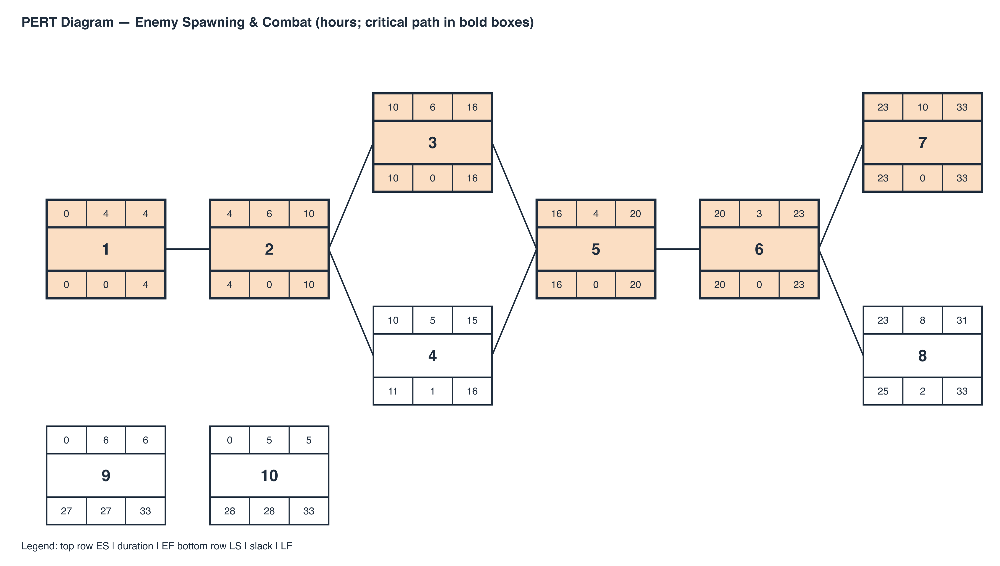 PERT Diagram — Enemy Spawning & Combat (hours; critical path in bold boxes)
10 6 16
3
10 0 16
23 10 33
7
23 0 33
0 4 4
1
0 0 4
4 6 10
2
4 0 10
16 4 20
5
16 0 20
20 3 23
6
20 0 23
10 5 15
4
11 1 16
23 8 31
8
25 2 33
0 6 6
9
27 27 33
0 5 5
10
28 28 33
Legend: top row ES | duration | EF bottom row LS | slack | LF